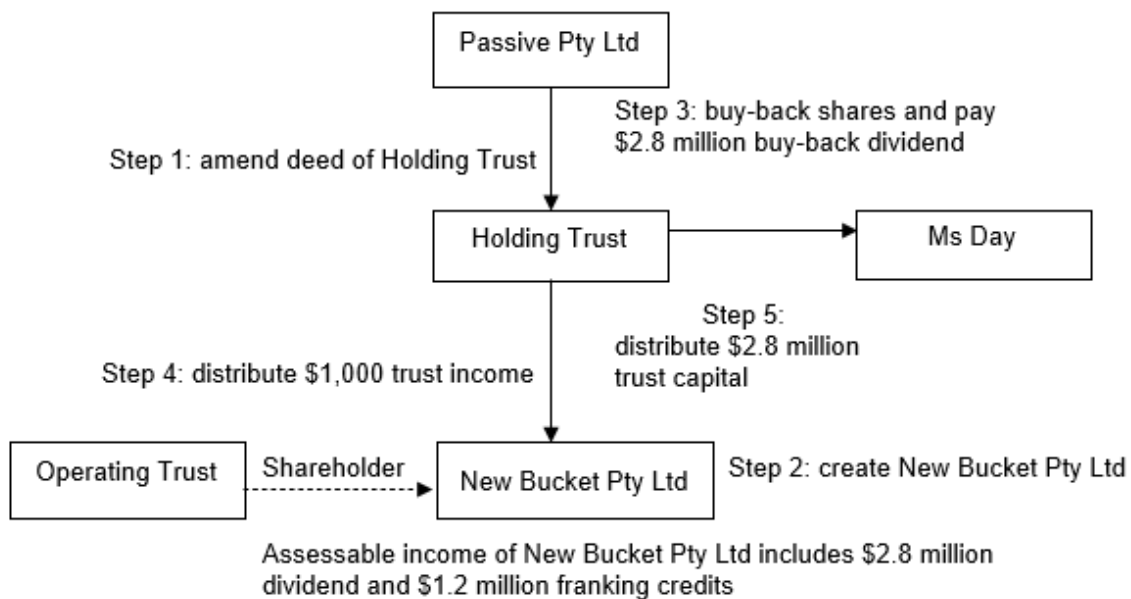 Passive Pty Ltd
Step 3: buy-back shares and pay
$2.8 million buy-back dividend
Step 1: amend deed of Holding Trust
Holding Trust
Ms Day
Step 5:
distribute $2.8 million
trust capital
Step 4: distribute $1,000 trust income
Operating Trust
Shareholder
New Bucket Pty Ltd
Step 2: create New Bucket Pty Ltd
Assessable income of New Bucket Pty Ltd includes $2.8 million
dividend and $1.2 million franking credits